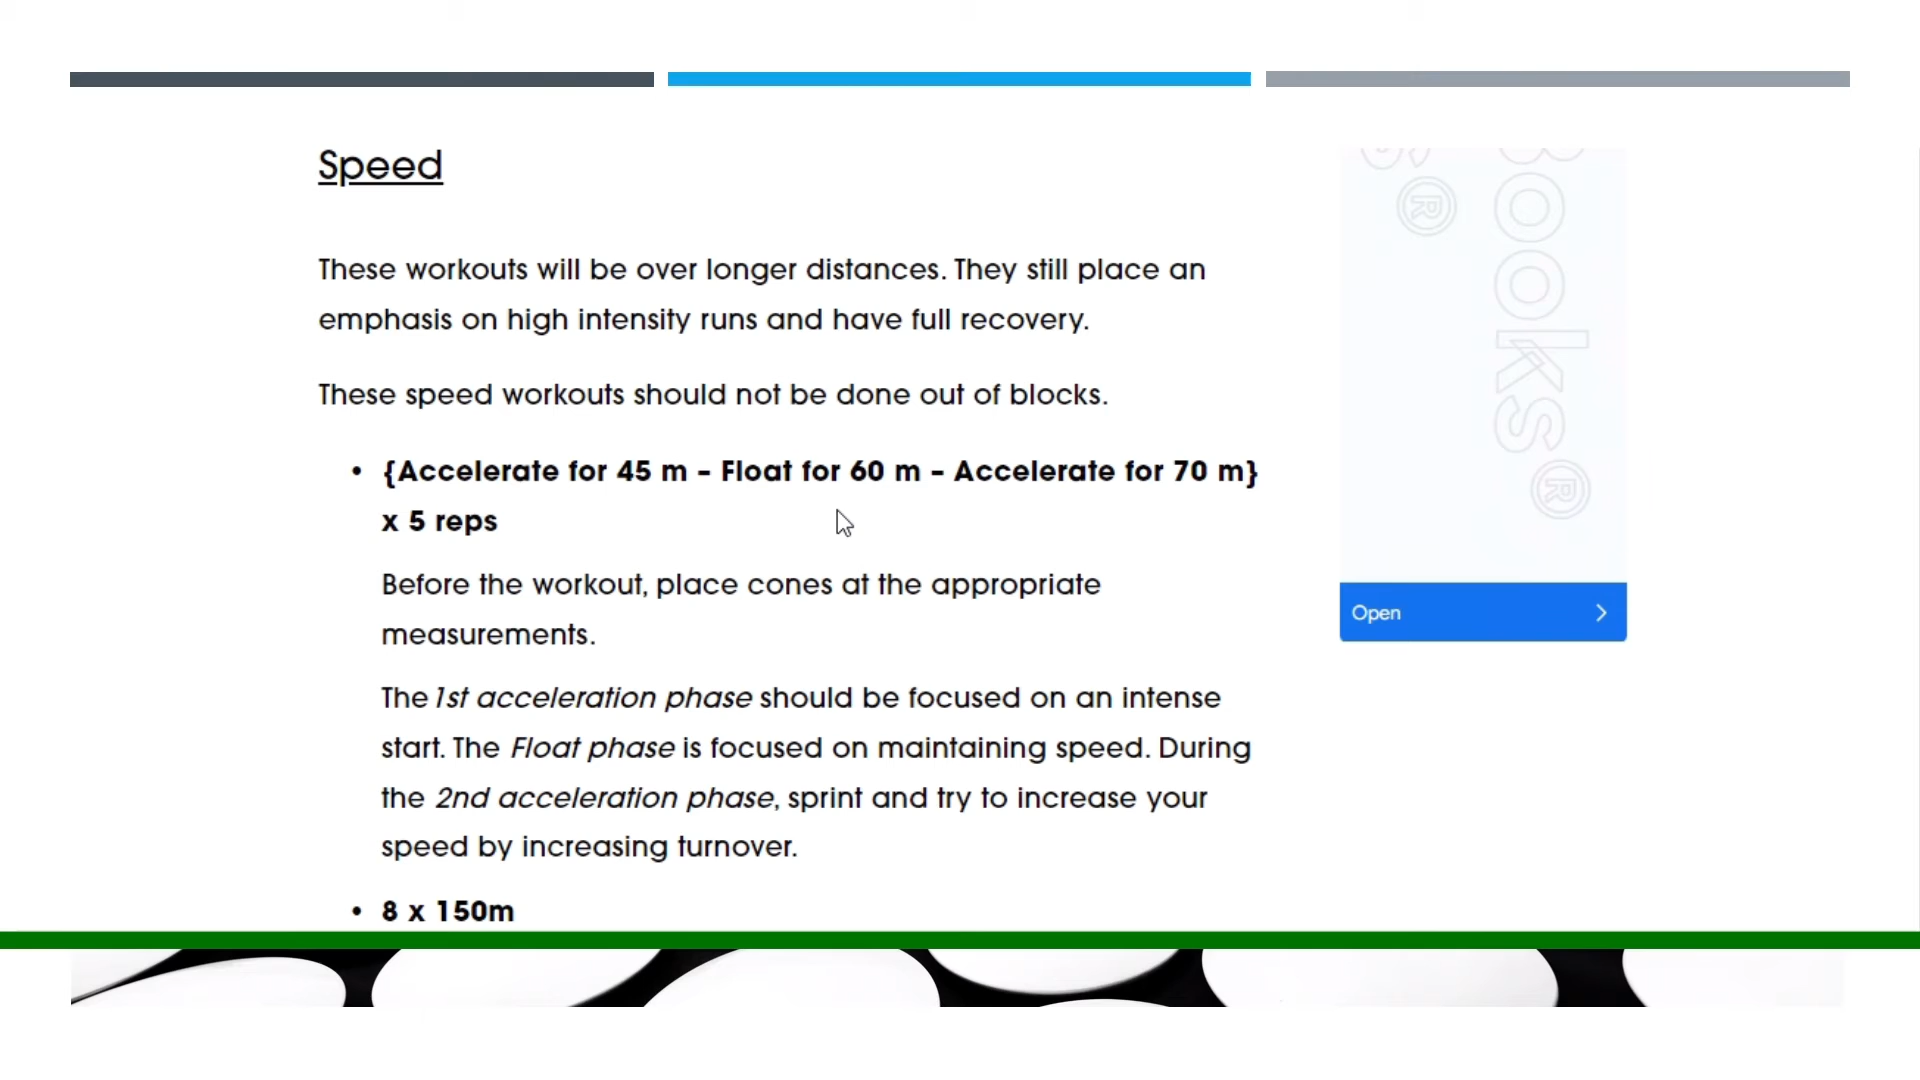 Speed
These workouts will be over longer distances. They still place an
emphasis on high intensity runs and have full recovery.
These speed workouts should not be done out of blocks.
• {Accelerate for 45 m – Float for 60 m – Accelerate for 70 m}
x 5 reps
Before the workout, place cones at the appropriate
measurements.
The 1st acceleration phase should be focused on an intense
start. The Float phase is focused on maintaining speed. During
the 2nd acceleration phase, sprint and try to increase your
speed by increasing turnover.
• 8 x 150m
s®
Books®
Open